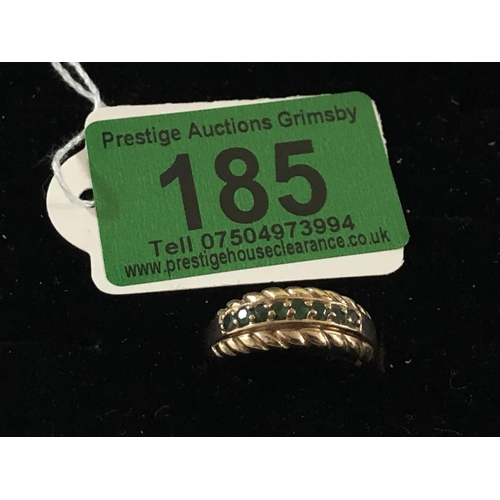 Prestige Auctions Grimsby
185
Tell 07504973994
www.prestigehouseclearance.co.uk